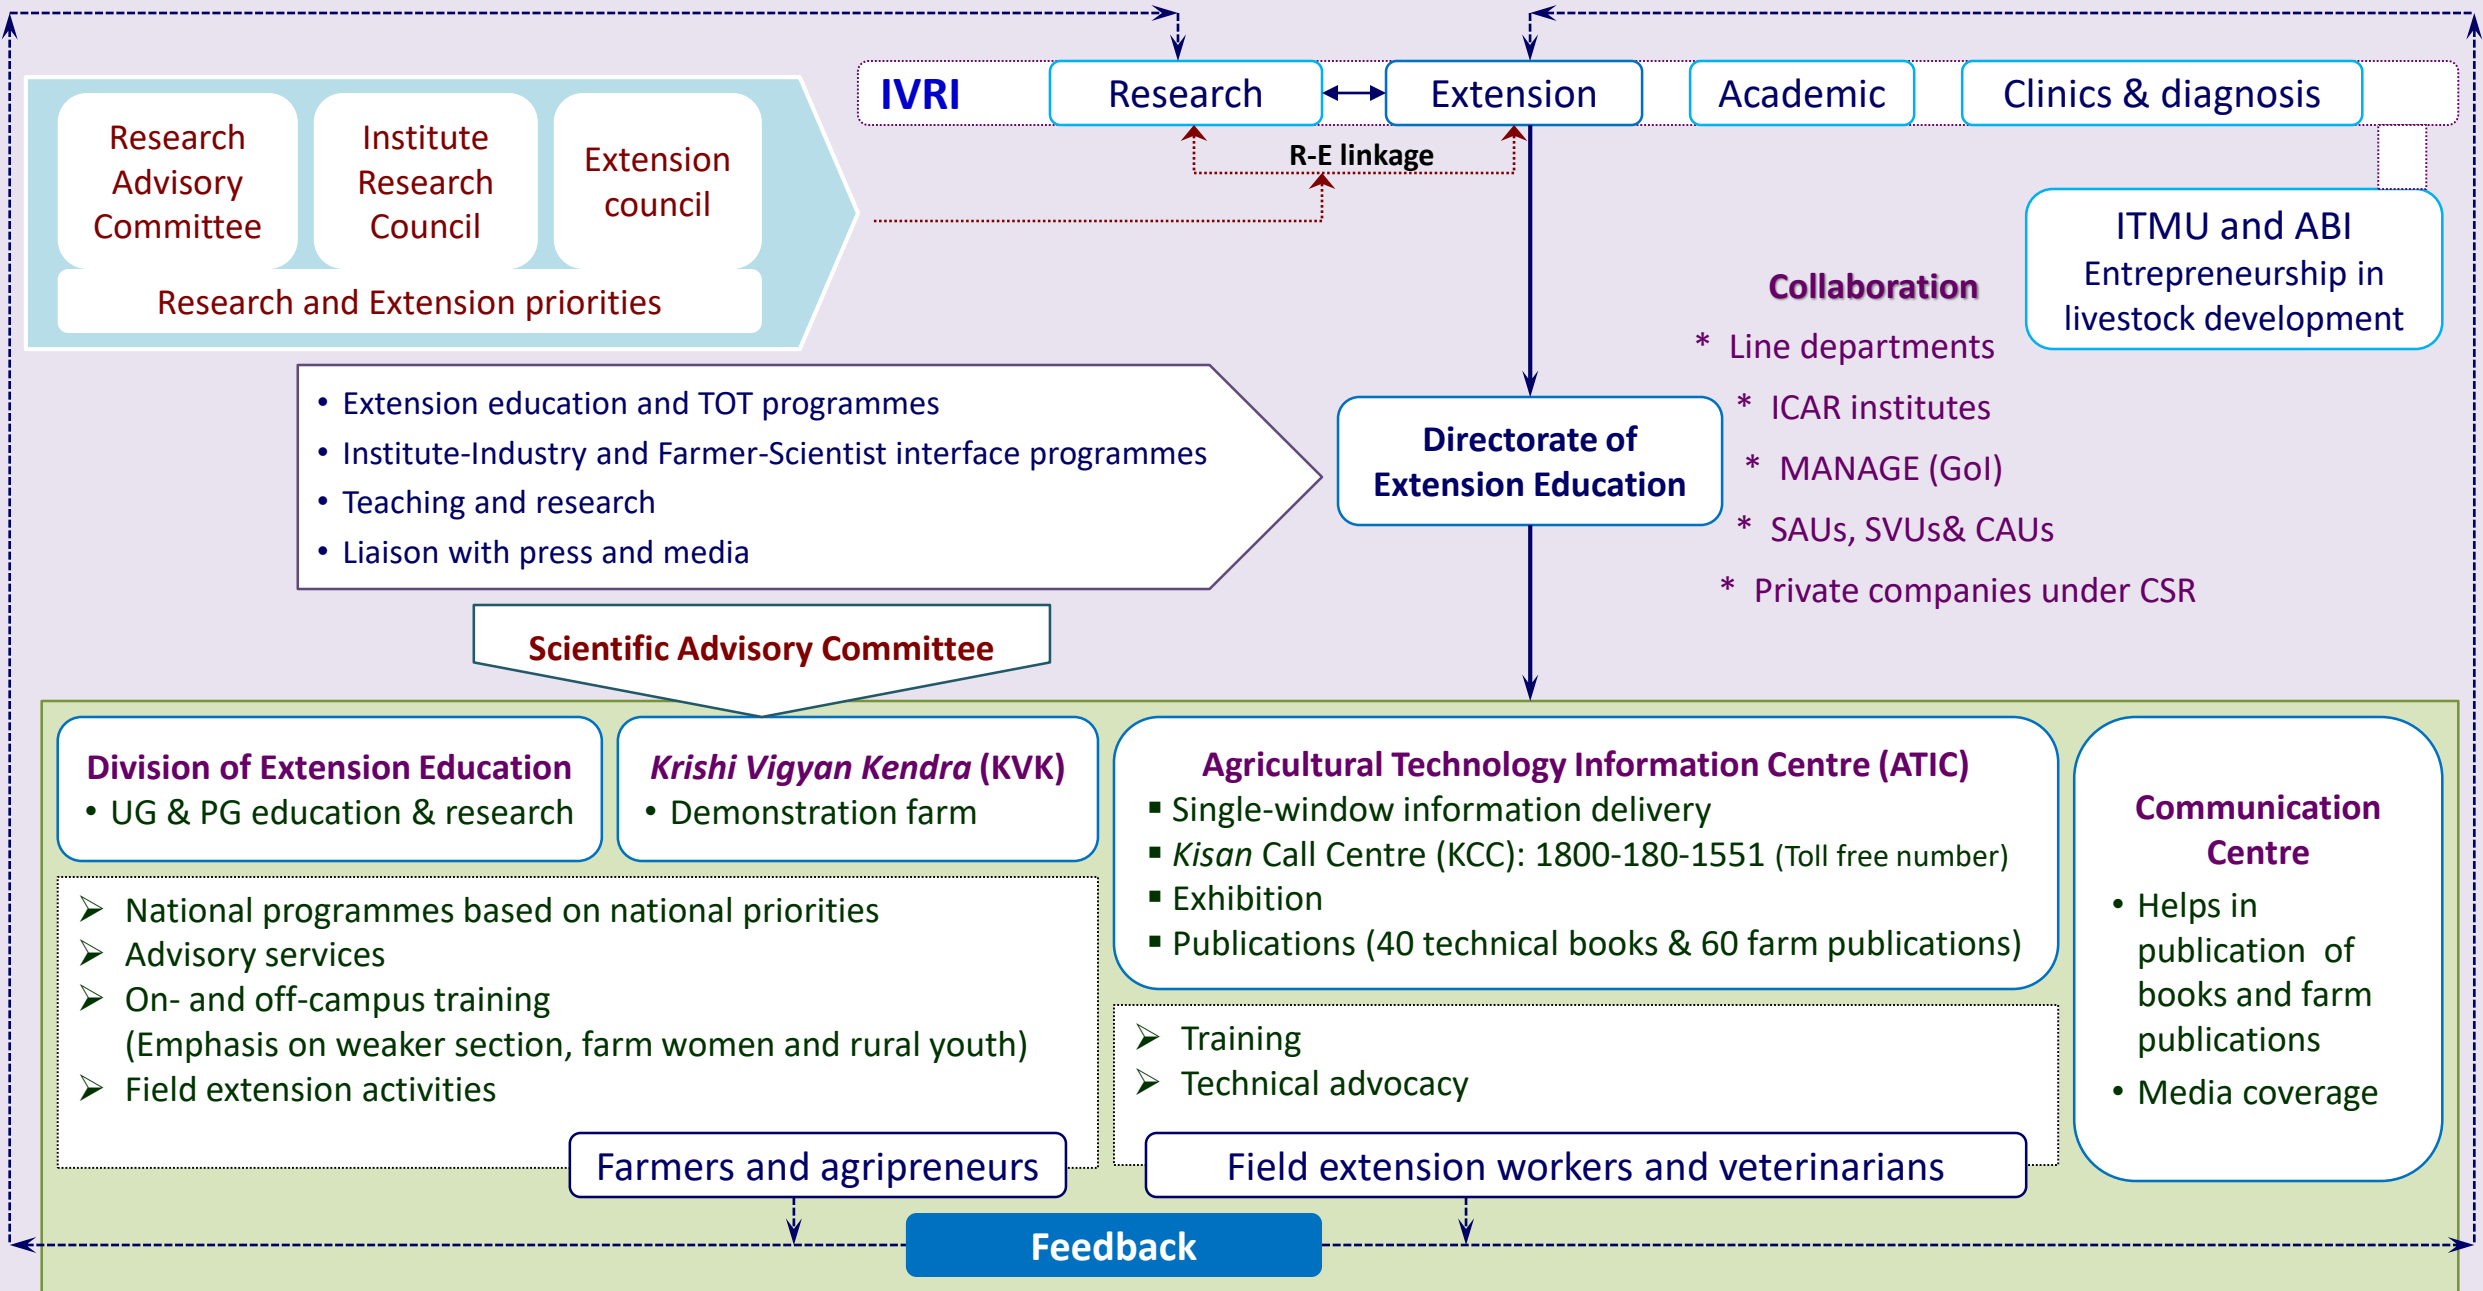 IVRI
Research
Extension
Academic
Clinics & diagnosis
R-E linkage
Research
Advisory
Committee
Institute
Research
Council
Extension
council
Research and Extension priorities
ITMU and ABI
Entrepreneurship in
livestock development
Collaboration
* Line departments
* ICAR institutes
* MANAGE (GoI)
* SAUs, SVUs& CAUs
* Private companies under CSR
• Extension education and TOT programmes
• Institute-Industry and Farmer-Scientist interface programmes
• Teaching and research
• Liaison with press and media
Directorate of
Extension Education
Scientific Advisory Committee
Division of Extension Education
• UG & PG education & research
Krishi Vigyan Kendra (KVK)
• Demonstration farm
➢ National programmes based on national priorities
➢ Advisory services
➢ On- and off-campus training
(Emphasis on weaker section, farm women and rural youth)
➢ Field extension activities
Farmers and agripreneurs
Agricultural Technology Information Centre (ATIC)
▪ Single-window information delivery
▪ Kisan Call Centre (KCC): 1800-180-1551 (Toll free number)
▪ Exhibition
▪ Publications (40 technical books & 60 farm publications)
➢ Training
➢ Technical advocacy
Field extension workers and veterinarians
Communication
Centre
• Helps in
publication of
books and farm
publications
• Media coverage
Feedback